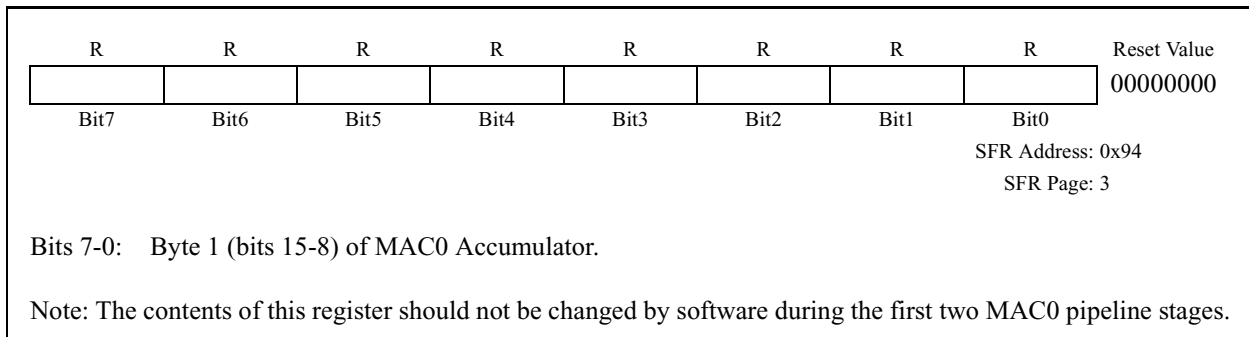 R R R R R R R R Reset Value
00000000
Bit7 Bit6 Bit5 Bit4 Bit3 Bit2 Bit1 Bit0
SFR Address: 0x94
SFR Page: 3
Bits 7-0: Byte 1 (bits 15-8) of MAC0 Accumulator.
Note: The contents of this register should not be changed by software during the first two MAC0 pipeline stages.